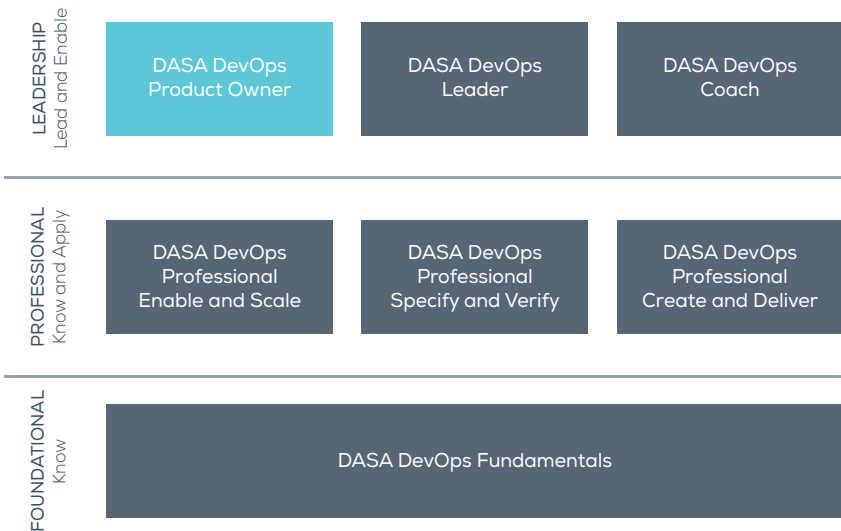 LEADERSHIP
Lead and Enable
DASA DevOps
Product Owner
DASA DevOps
Leader
DASA DevOps
Coach
PROFESSIONAL
Know and Apply
DASA DevOps
Professional
Enable and Scale
DASA DevOps
Professional
Specify and Verify
DASA DevOps
Professional
Create and Deliver
FOUNDATIONAL
Know
DASA DevOps Fundamentals